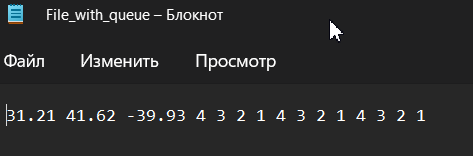 File_with_queue – Блокнот
Файл Изменить Просмотр
31.21 41.62 -39.93 4 3 2 1 4 3 2 1 4 3 2 1